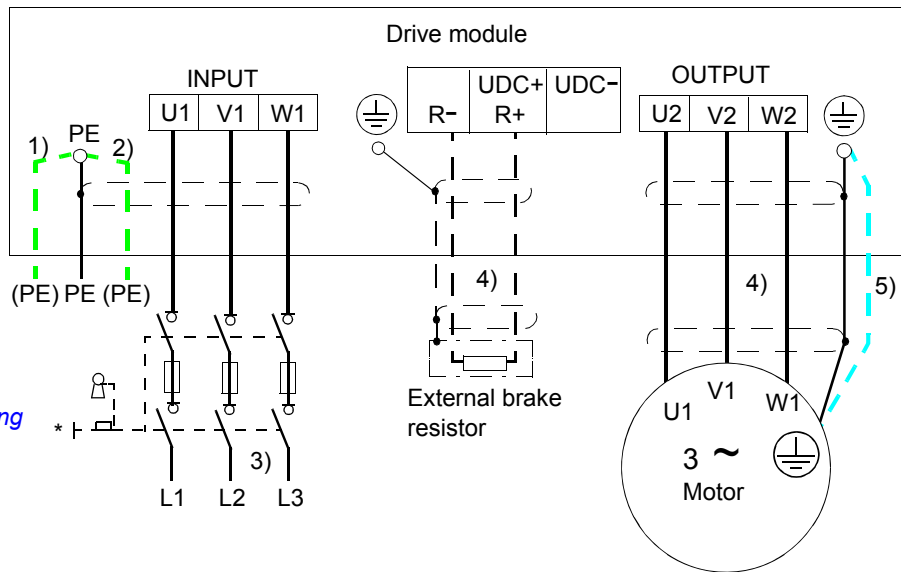 Drive module
INPUT
OUTPUT
U1 V1 W1
UDC+ UDC-
R- R+
U2 V2 W2
1) PE 2)
(PE) PE (PE)
4)
4)
5)
ng
*
3)
L1 L2 L3
External brake
resistor
U1 V1 W1
3 ~
Motor